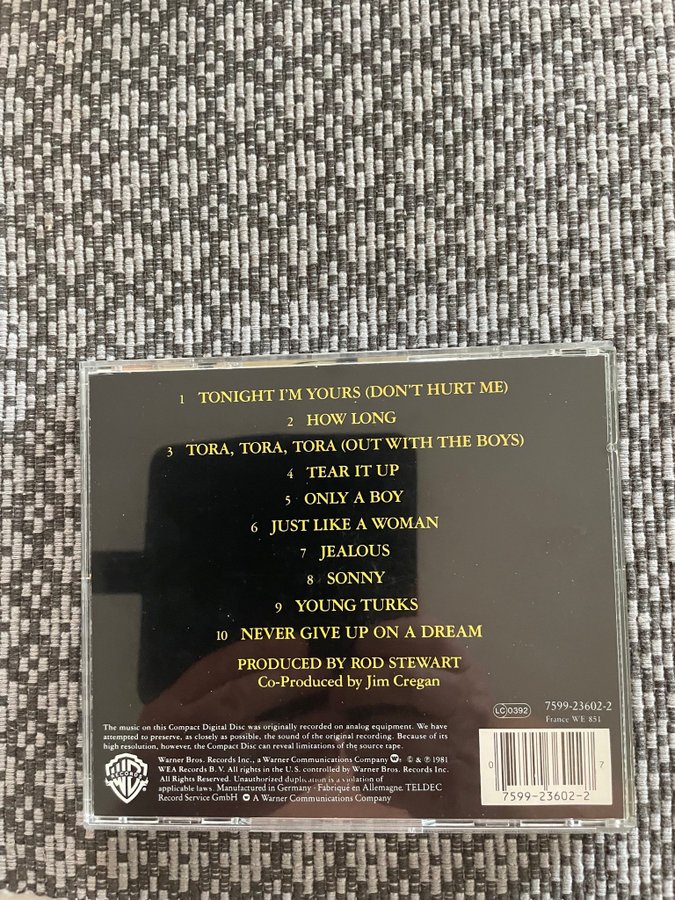 1 TONIGHT I'M YOURS (DON'T HURT ME)
2 HOW LONG
3 TORA, TORA, TORA (OUT WITH THE BOYS)
4 TEAR IT UP
5 ONLY A BOY
6 JUST LIKE A WOMAN
7 JEALOUS
8 SONNY
9 YOUNG TURKS
10 NEVER GIVE UP ON A DREAM
PRODUCED BY ROD STEWART
Co-Produced by Jim Cregan
LC 0392 7599-23602-2
France WE 851
The music on this Compact Digital Disc was originally recorded on analog equipment. We have
attempted to preserve, as closely as possible, the sound of the original recording. Because of its
high resolution, however, the Compact Disc can reveal limitations of the source tape.
Warner Bros. Records Inc., a Warner Communications Company © & ℗ 1981
WEA Records B.V. All rights in the U.S. controlled by Warner Bros. Records Inc.
All Rights Reserved. Unauthorized duplication is a violation of
applicable laws. Manufactured in Germany · Fabriqué en Allemagne. TELDEC
Record Service GmbH A Warner Communications Company
WB
RECORDS
0 7599-23602-2 7